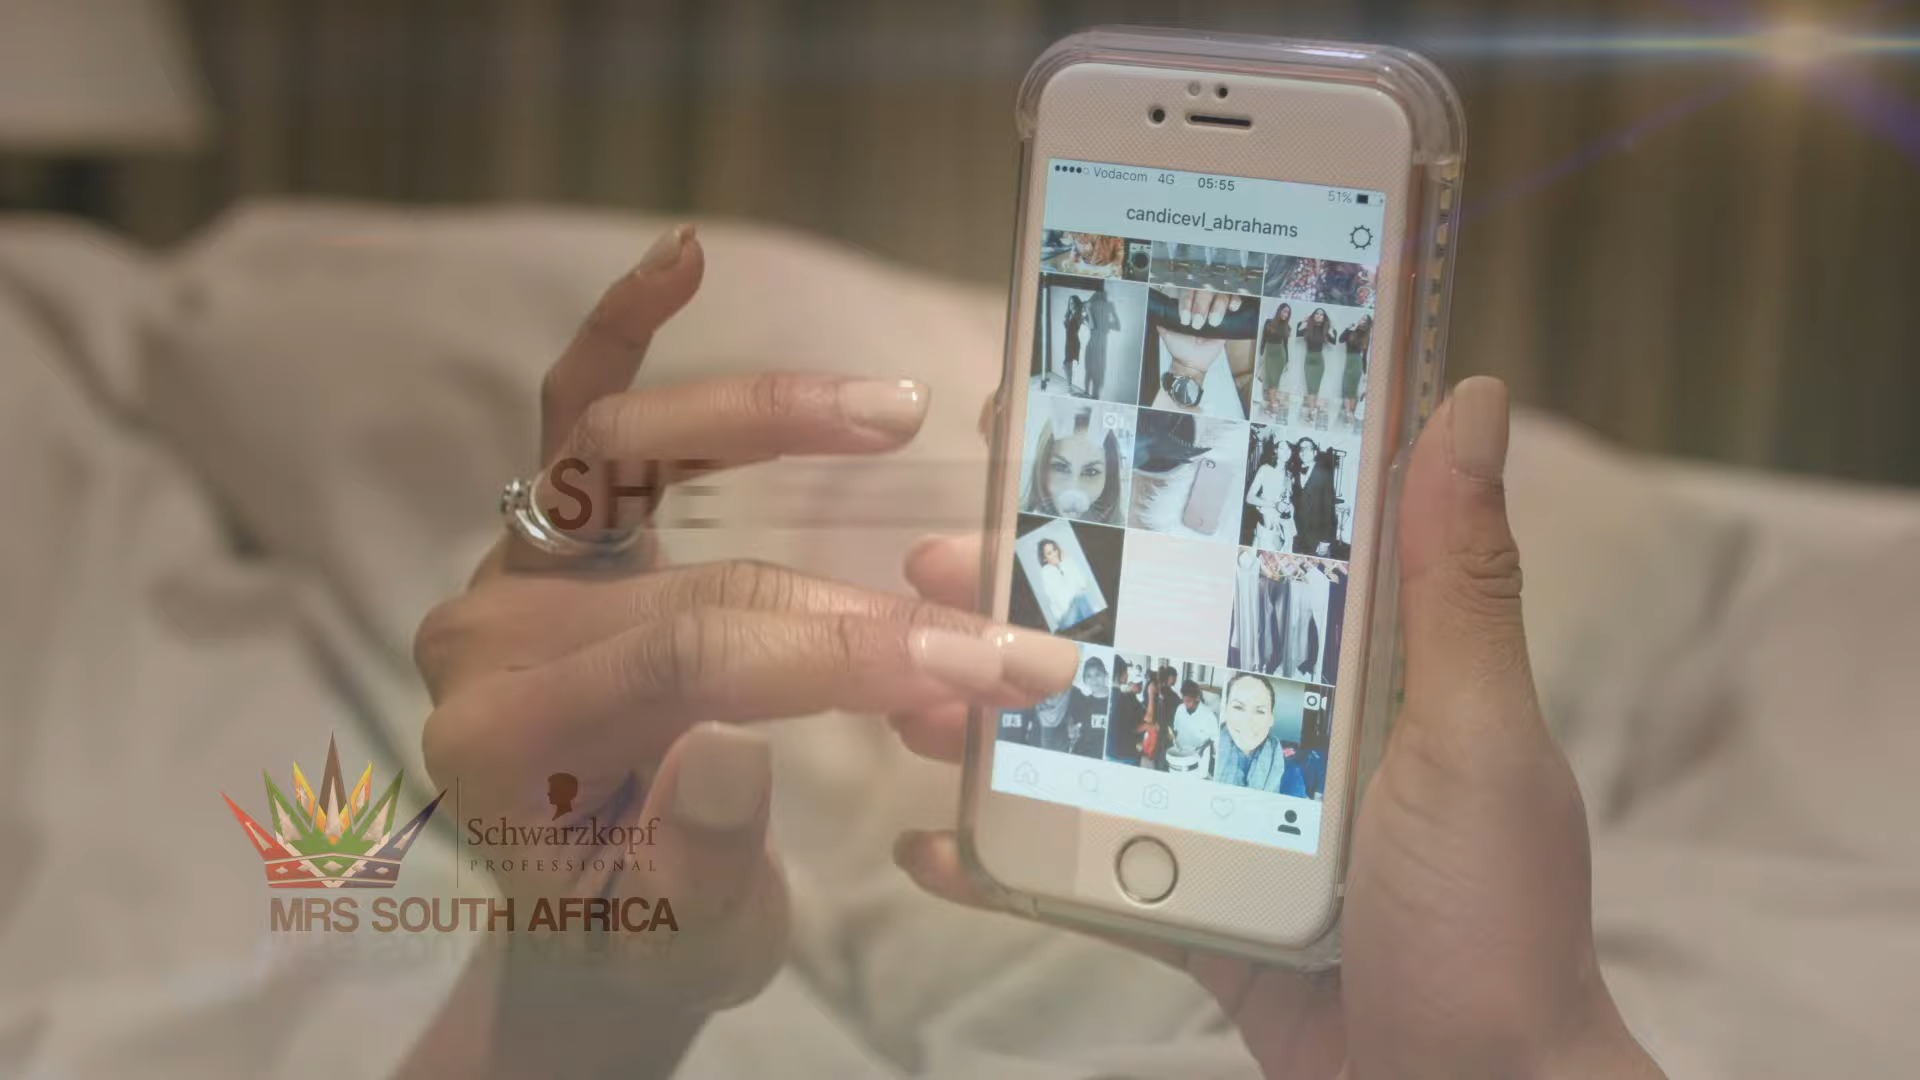 Vodacom 4G 05:55 51%
candicevl_abrahams
SHE
Schwarzkopf
PROFESSIONAL
MRS SOUTH AFRICA